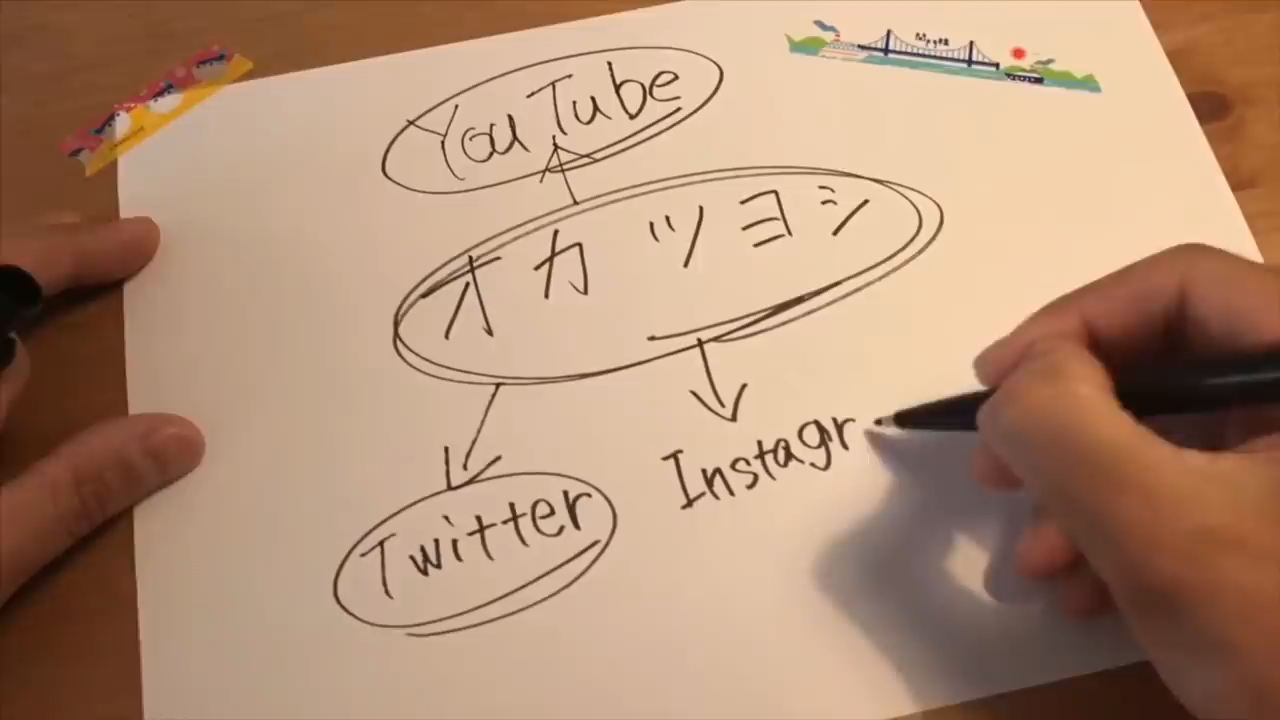 YouTube
オカツヨシ
Twitter
Instagr